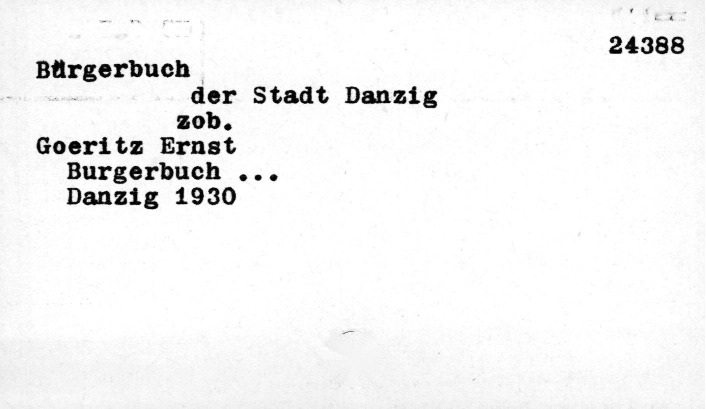 24388
Bürgerbuch
der Stadt Danzig
zob.
Goeritz Ernst
Burgerbuch ...
Danzig 1930